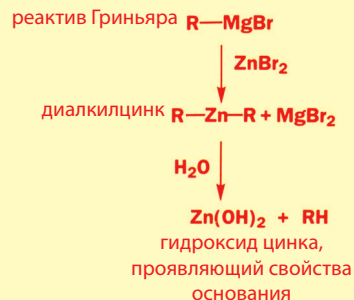 реактив Гриньяра R—MgBr
ZnBr₂
диалкилцинк R—Zn—R + MgBr₂
H₂O
Zn(OH)₂ + RH
гидроксид цинка,
проявляющий свойства
основания